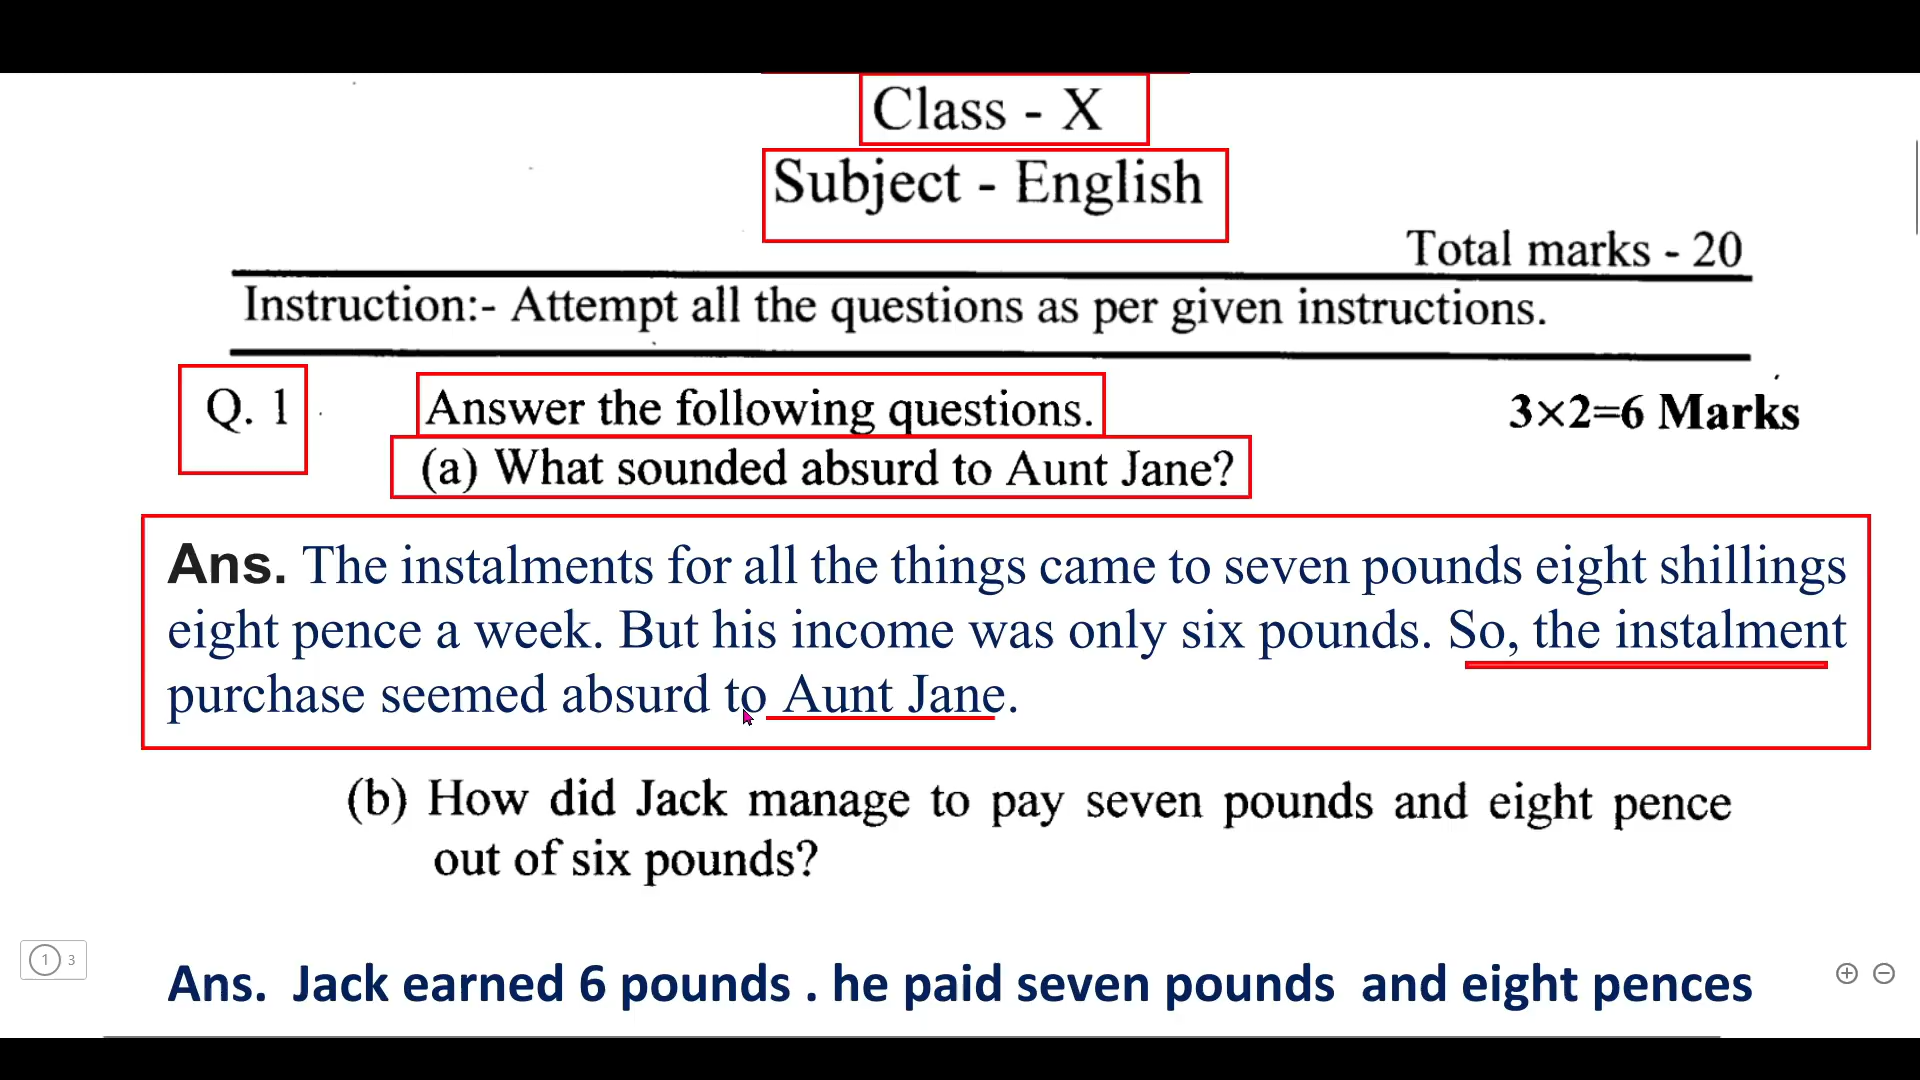 Class - X
Subject - English
Total marks - 20
Instruction:- Attempt all the questions as per given instructions.
Q. 1 Answer the following questions. 3×2=6 Marks
(a) What sounded absurd to Aunt Jane?
Ans. The instalments for all the things came to seven pounds eight shillings
eight pence a week. But his income was only six pounds. So, the instalment
purchase seemed absurd to Aunt Jane.
(b) How did Jack manage to pay seven pounds and eight pence
out of six pounds?
1 3
Ans. Jack earned 6 pounds . he paid seven pounds and eight pences